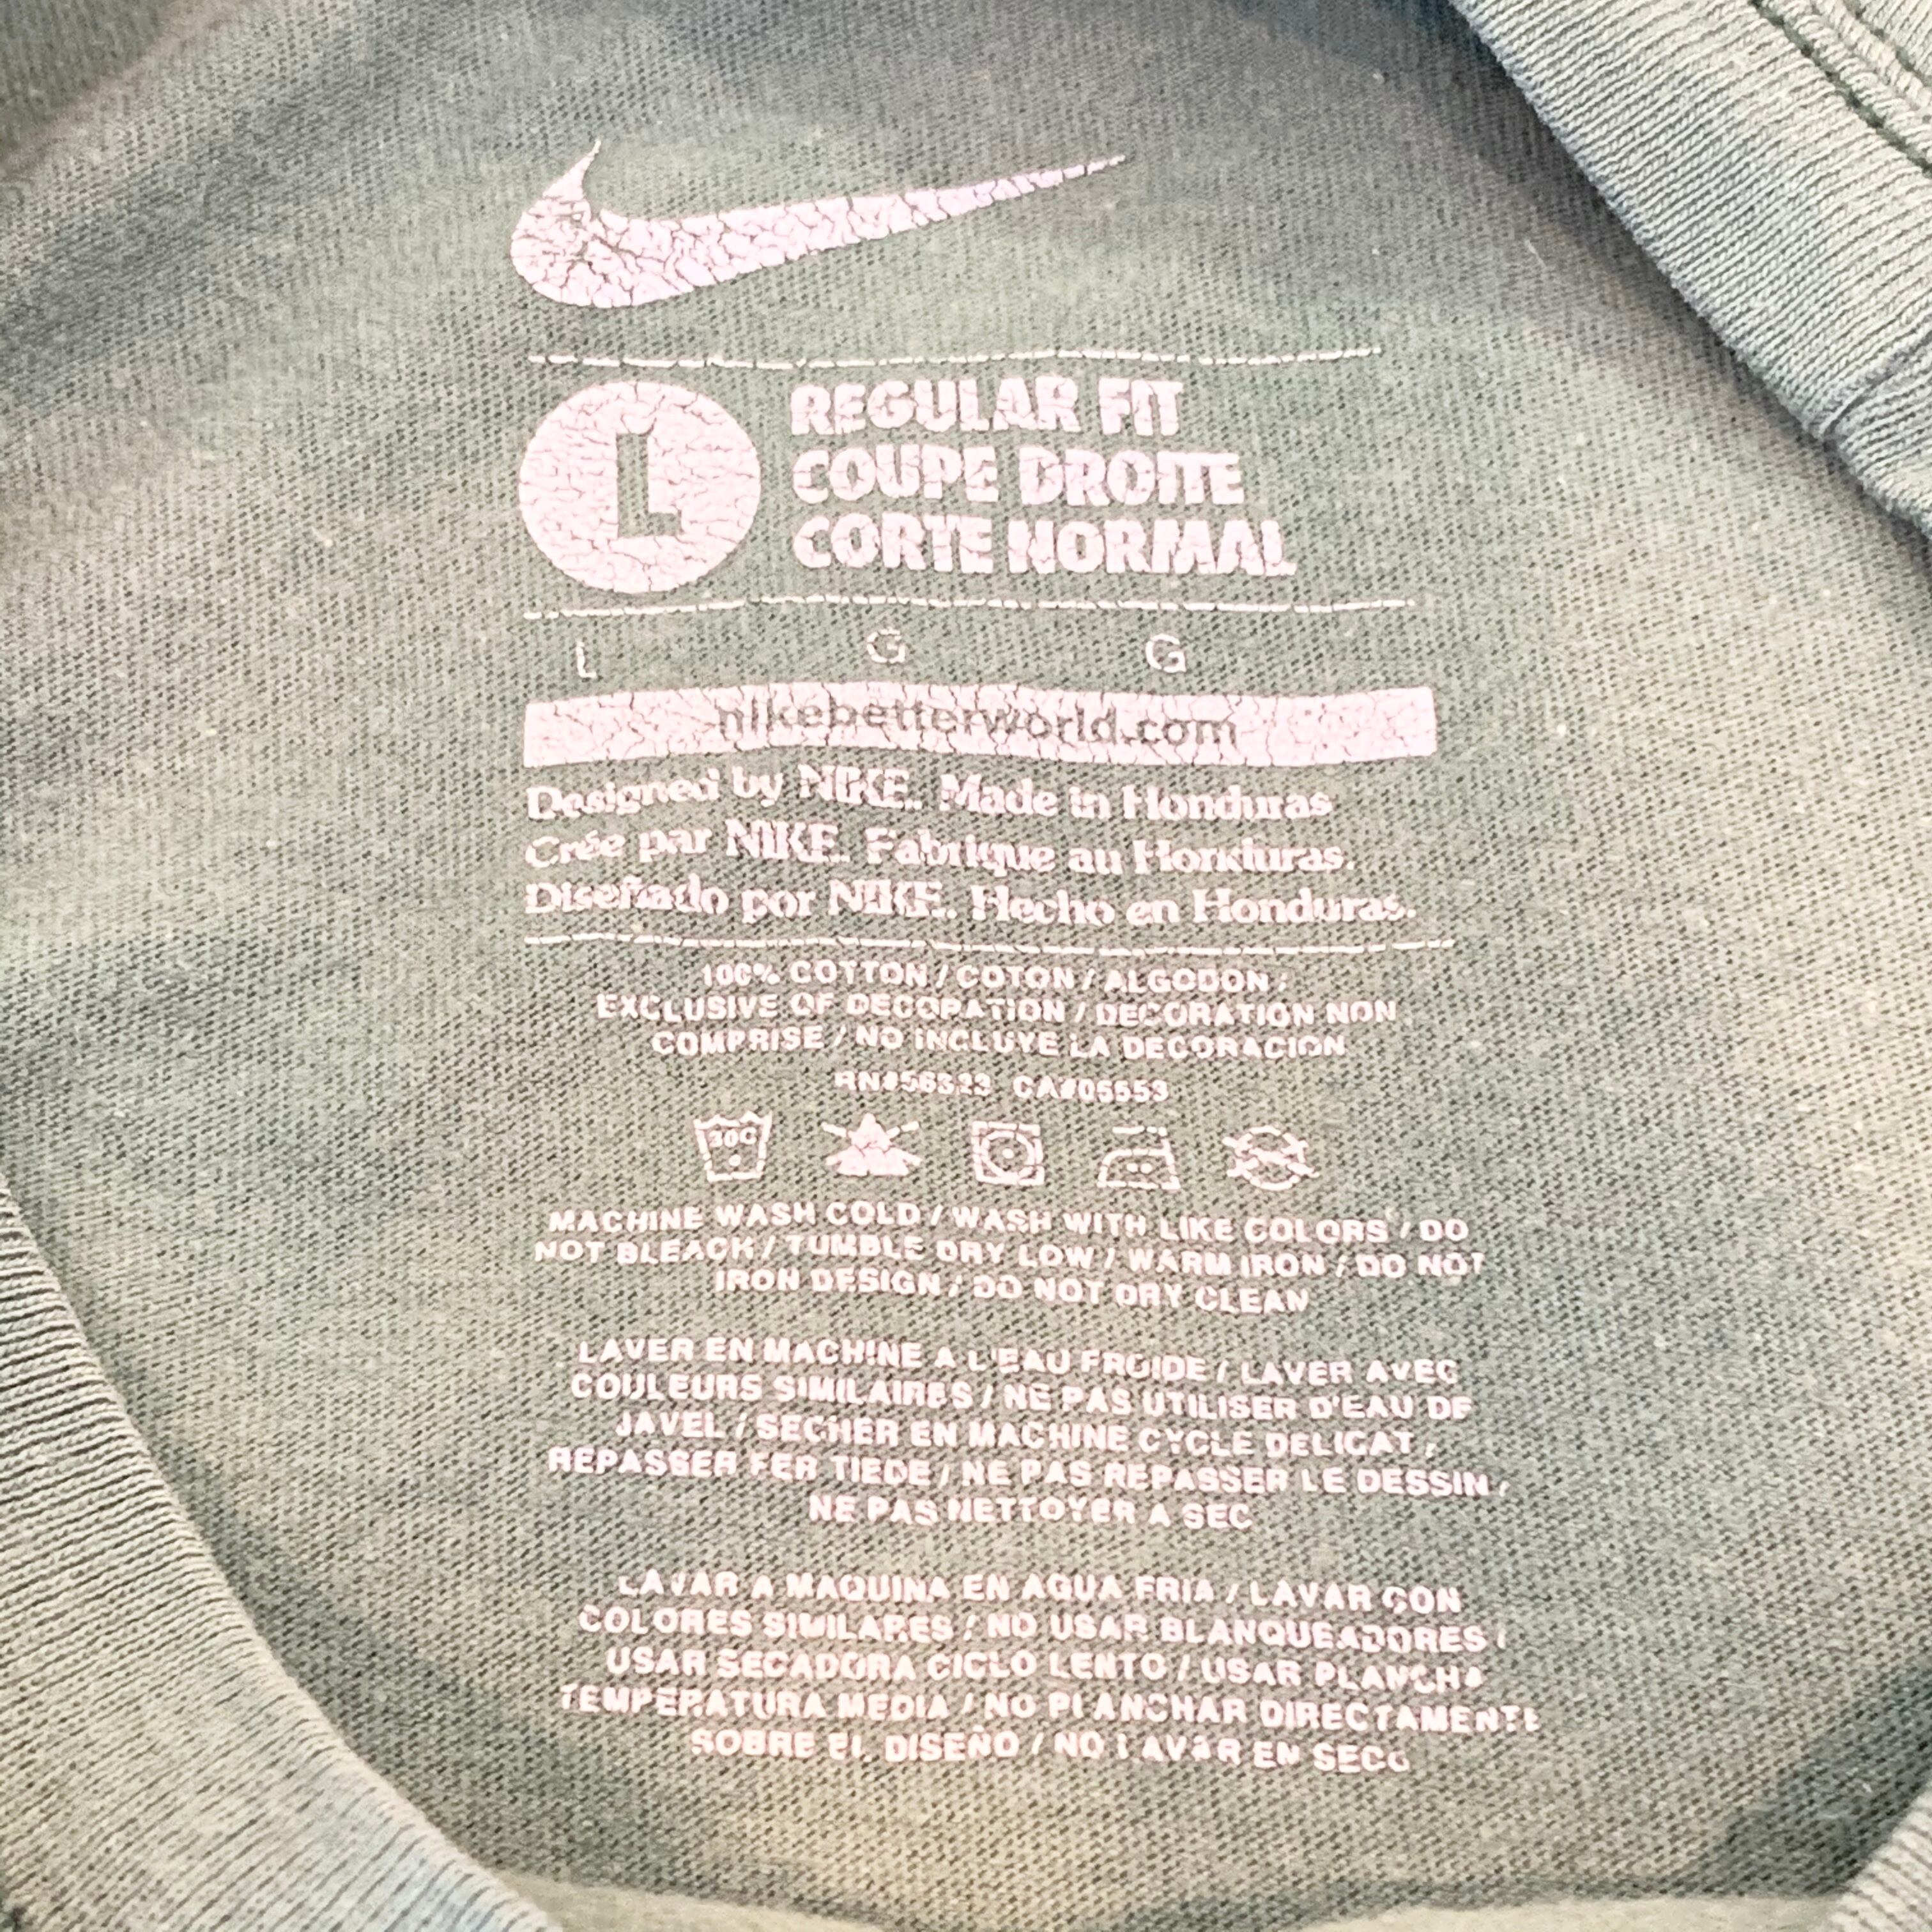 L
REGULAR FIT
COUPE DROITE
CORTE NORMAL
L G G
nikebetterworld.com
Designed by NIKE. Made in Honduras
Crée par NIKE. Fabrique au Honduras.
Diseñado por NIKE. Hecho en Honduras.
100% COTTON / COTON / ALGODON :
EXCLUSIVE OF DECORATION / DECORATION NON
COMPRISE / NO INCLUYE LA DECORACION
RN#56323 CA#05553
30C
MACHINE WASH COLD / WASH WITH LIKE COLORS / DO
NOT BLEACH / TUMBLE DRY LOW / WARM IRON / DO NOT
IRON DESIGN / DO NOT DRY CLEAN
LAVER EN MACHINE A L'EAU FROIDE / LAVER AVEC
COULEURS SIMILAIRES / NE PAS UTILISER D'EAU DE
JAVEL / SECHER EN MACHINE CYCLE DELICAT /
REPASSER FER TIEDE / NE PAS REPASSER LE DESSIN /
NE PAS NETTOYER A SEC
LAVAR A MAQUINA EN AGUA FRIA / LAVAR CON
COLORES SIMILARES / NO USAR BLANQUEADORES /
USAR SECADORA CICLO LENTO / USAR PLANCHA
TEMPERATURA MEDIA / NO PLANCHAR DIRECTAMENTE
SOBRE EL DISEÑO / NO LAVAR EN SECO